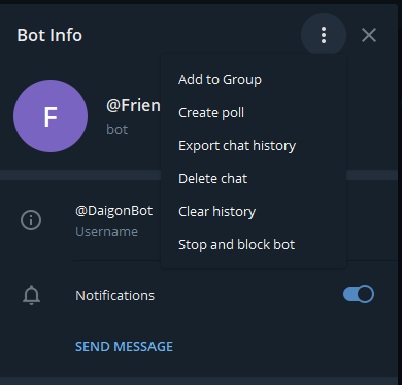 Bot Info
F
@Frien
bot
Add to Group
Create poll
Export chat history
Delete chat
Clear history
Stop and block bot
@DaigonBot
Username
Notifications
SEND MESSAGE